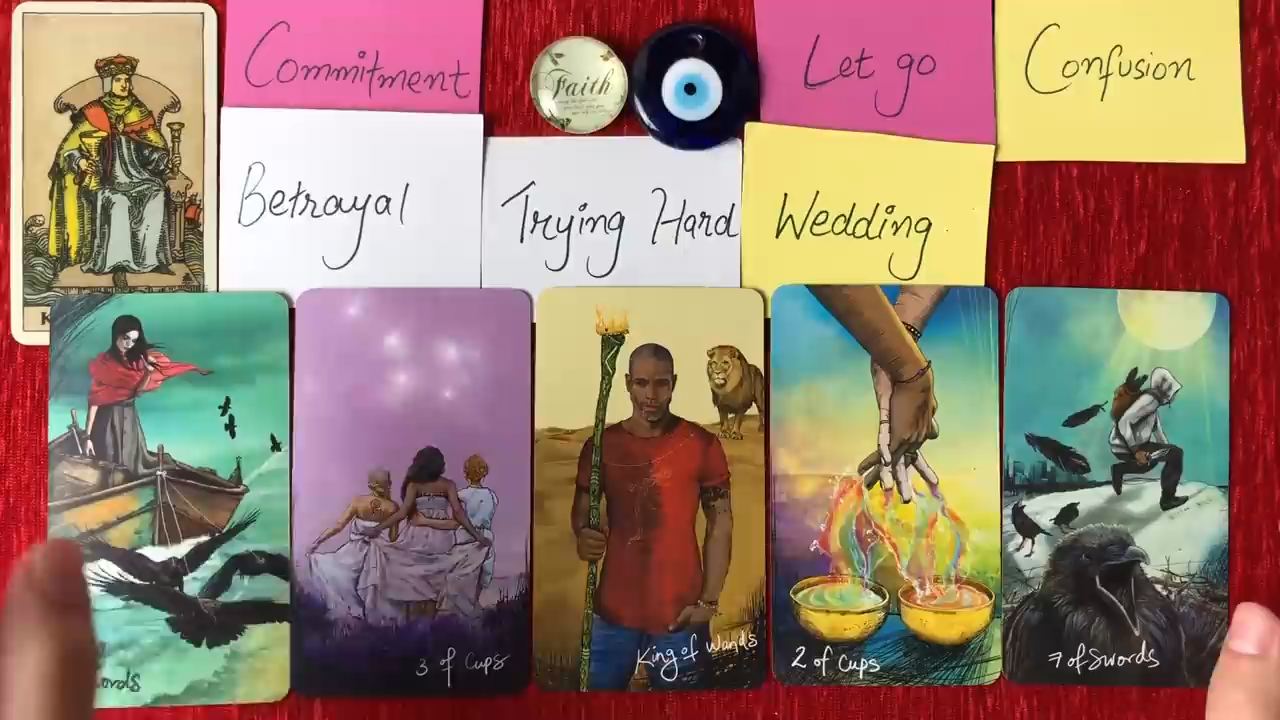 Commitment
Faith
Let go
Confusion
Betrayal
Trying Hard
Wedding
K
ords
3 of Cups
King of Wands
2 of Cups
7 of Swords